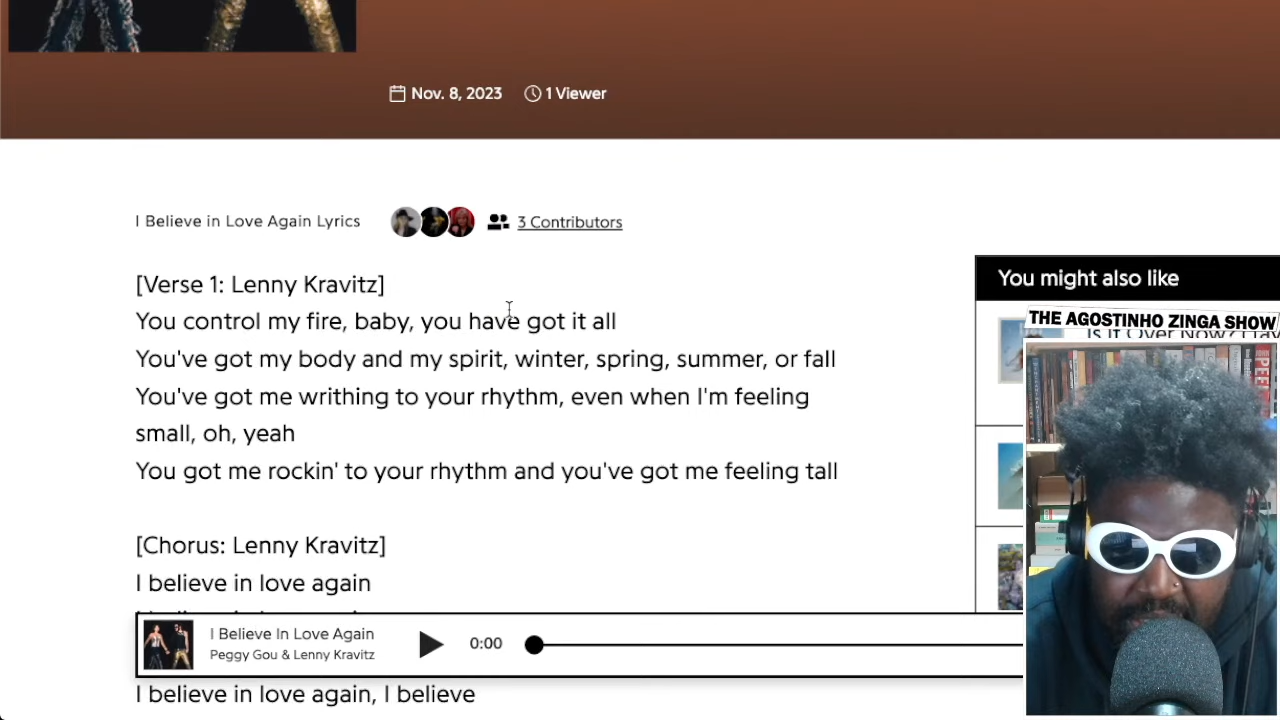 Nov. 8, 2023 1 Viewer
I Believe in Love Again Lyrics
3 Contributors
[Verse 1: Lenny Kravitz]
You control my fire, baby, you have got it all
You've got my body and my spirit, winter, spring, summer, or fall
You've got me writhing to your rhythm, even when I'm feeling
small, oh, yeah
You got me rockin' to your rhythm and you've got me feeling tall
[Chorus: Lenny Kravitz]
I believe in love again
I Believe In Love Again
Peggy Gou & Lenny Kravitz
0:00
I believe in love again, I believe
You might also like
THE AGOSTINHO ZINGA SHOW
Is It Over Now?